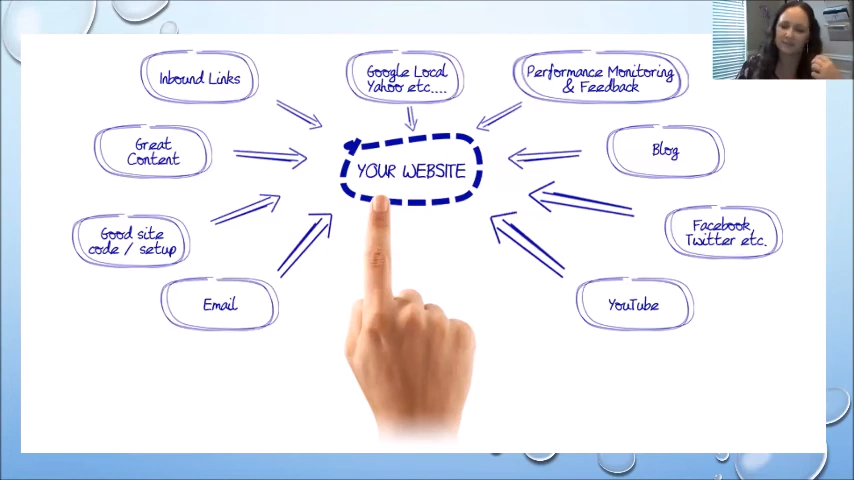 Inbound Links
Google Local
Yahoo etc....
Performance Monitoring
& Feedback
Great
Content
YOUR WEBSITE
Blog
Good site
code / setup
Facebook,
Twitter etc.
Email
YouTube